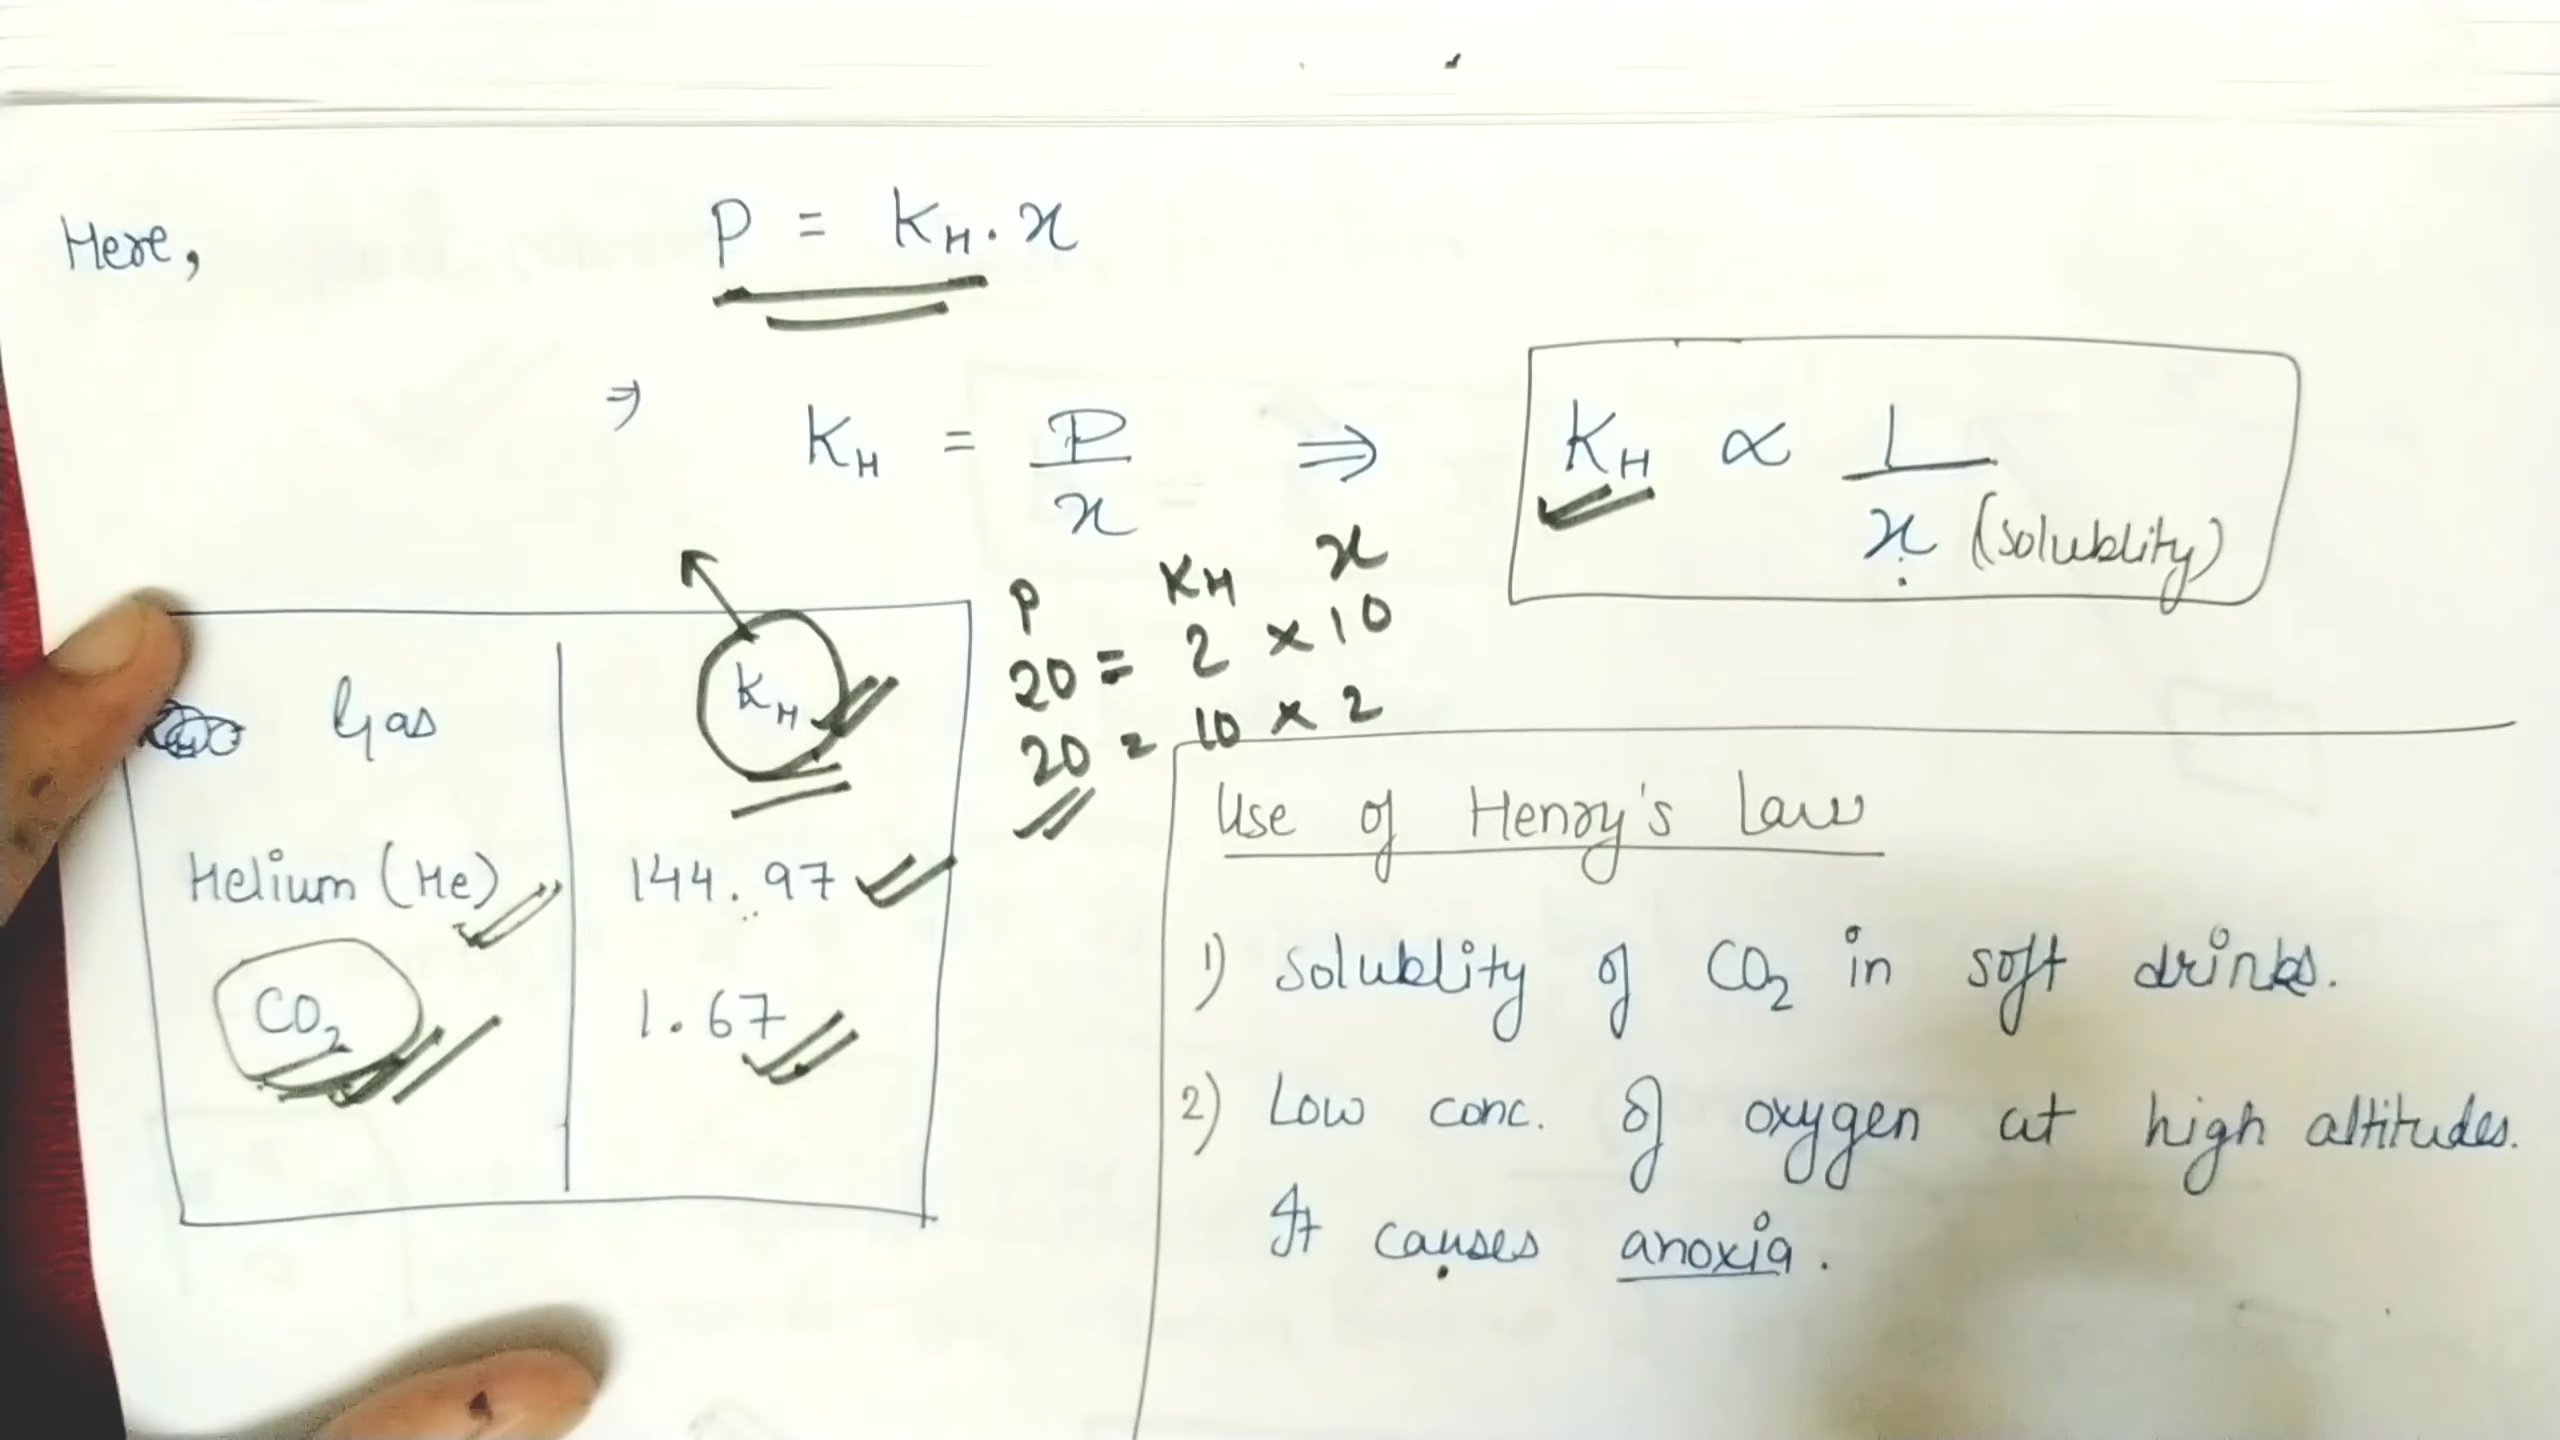 Here, P = KH . x
⇒ KH = P/x ⇒ KH ∝ 1/x (solublity)
P KH x
20 = 2 × 10
20 = 10 × 2
Gas KH
Helium (He) 144.97
CO2 1.67
Use of Henry's Law
1) Solublity of CO2 in soft drinks.
2) Low conc. of oxygen at high altitudes.
It causes anoxia.